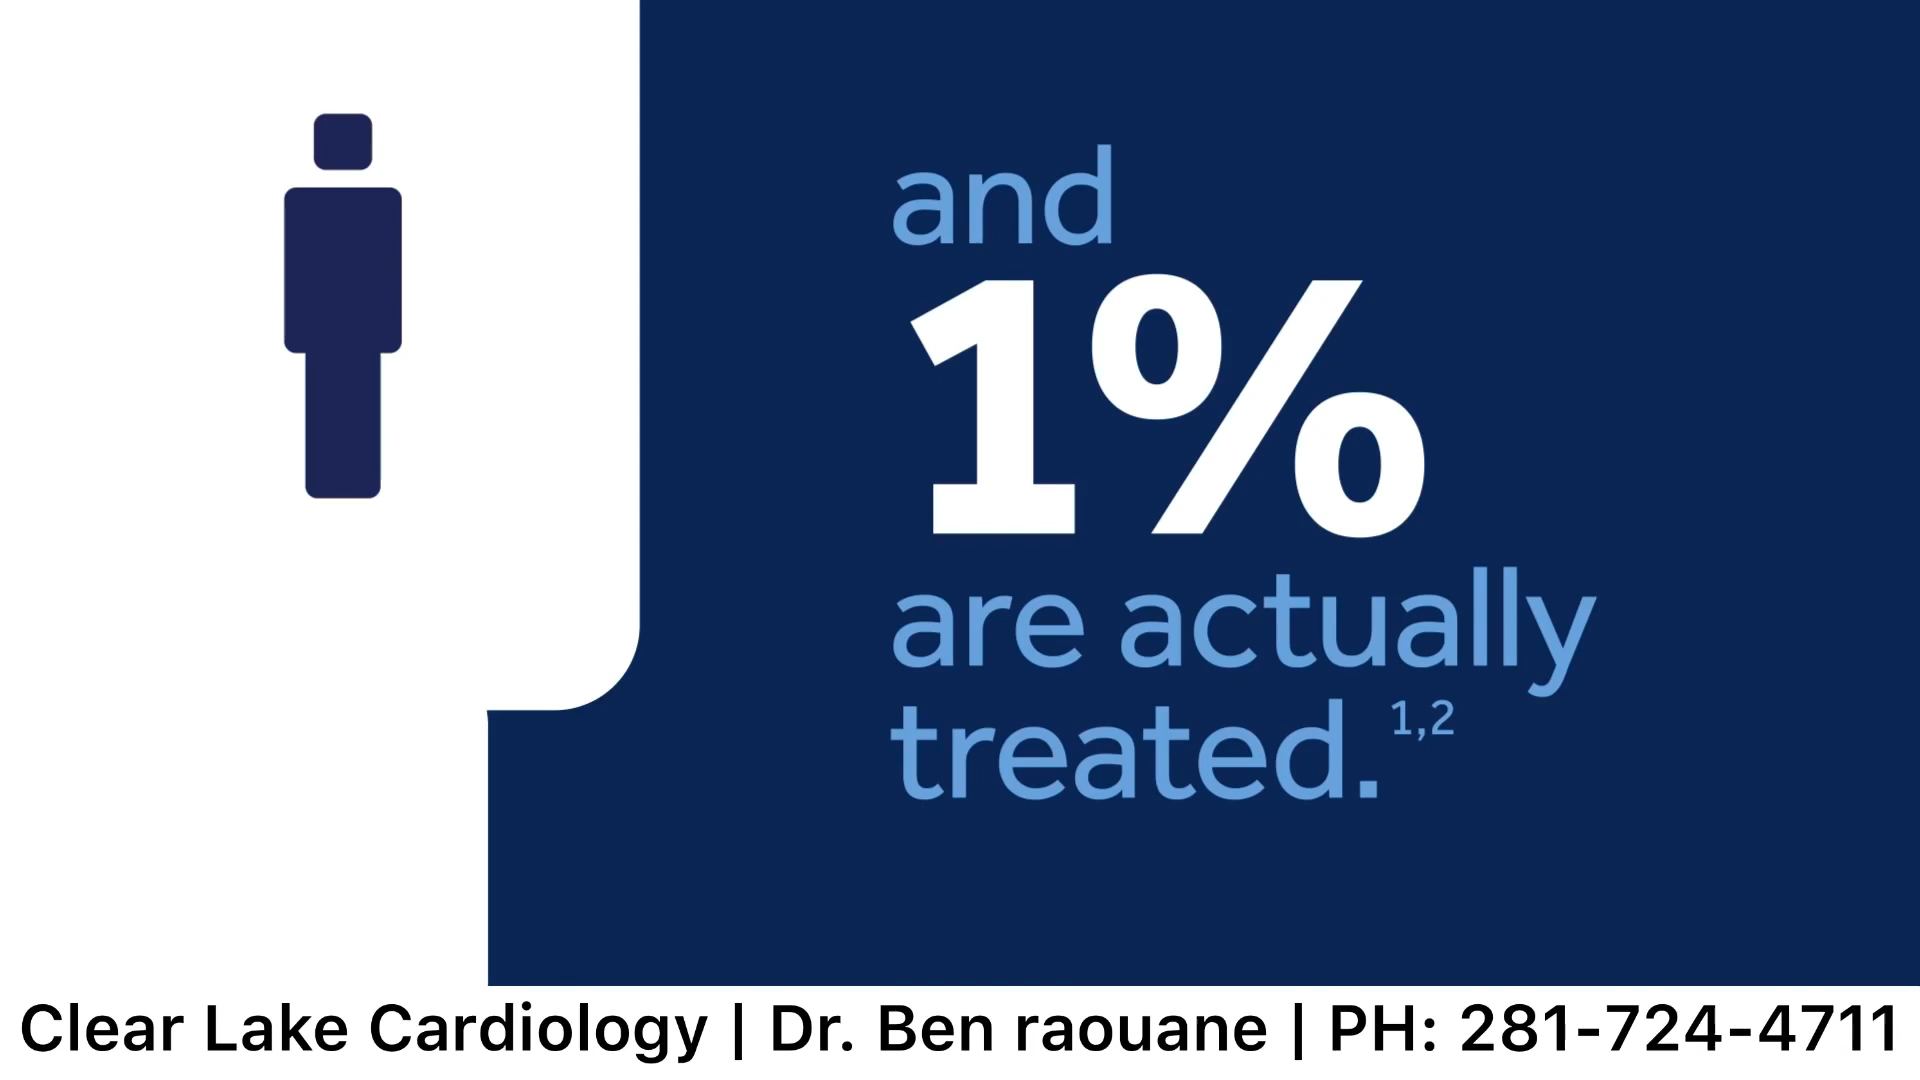 and
1%
are actually
treated. 1,2
Clear Lake Cardiology | Dr. Ben raouane | PH: 281-724-4711